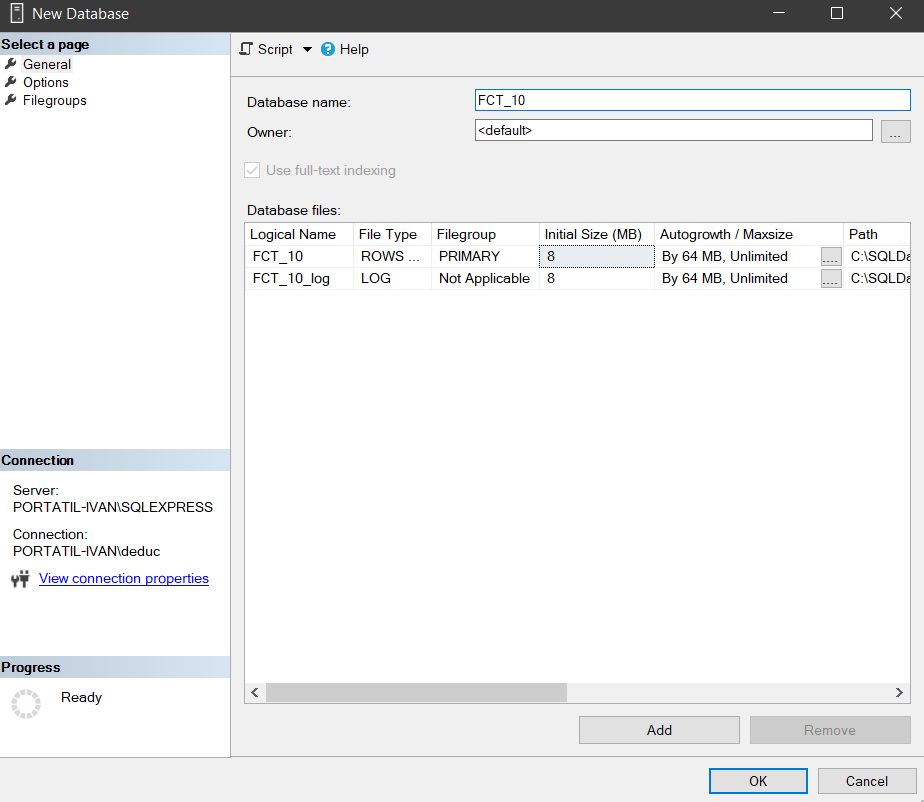 New Database
Select a page
General
Options
Filegroups
Script
Help
Database name: FCT_10
Owner: <default> ...
Use full-text indexing
Database files:
Logical Name File Type Filegroup Initial Size (MB) Autogrowth / Maxsize Path
FCT_10 ROWS ... PRIMARY 8 By 64 MB, Unlimited .... C:\SQLDa
FCT_10_log LOG Not Applicable 8 By 64 MB, Unlimited .... C:\SQLDa
Connection
Server:
PORTATIL-IVAN\SQLEXPRESS
Connection:
PORTATIL-IVAN\deduc
View connection properties
Progress
Ready
Add Remove
OK Cancel